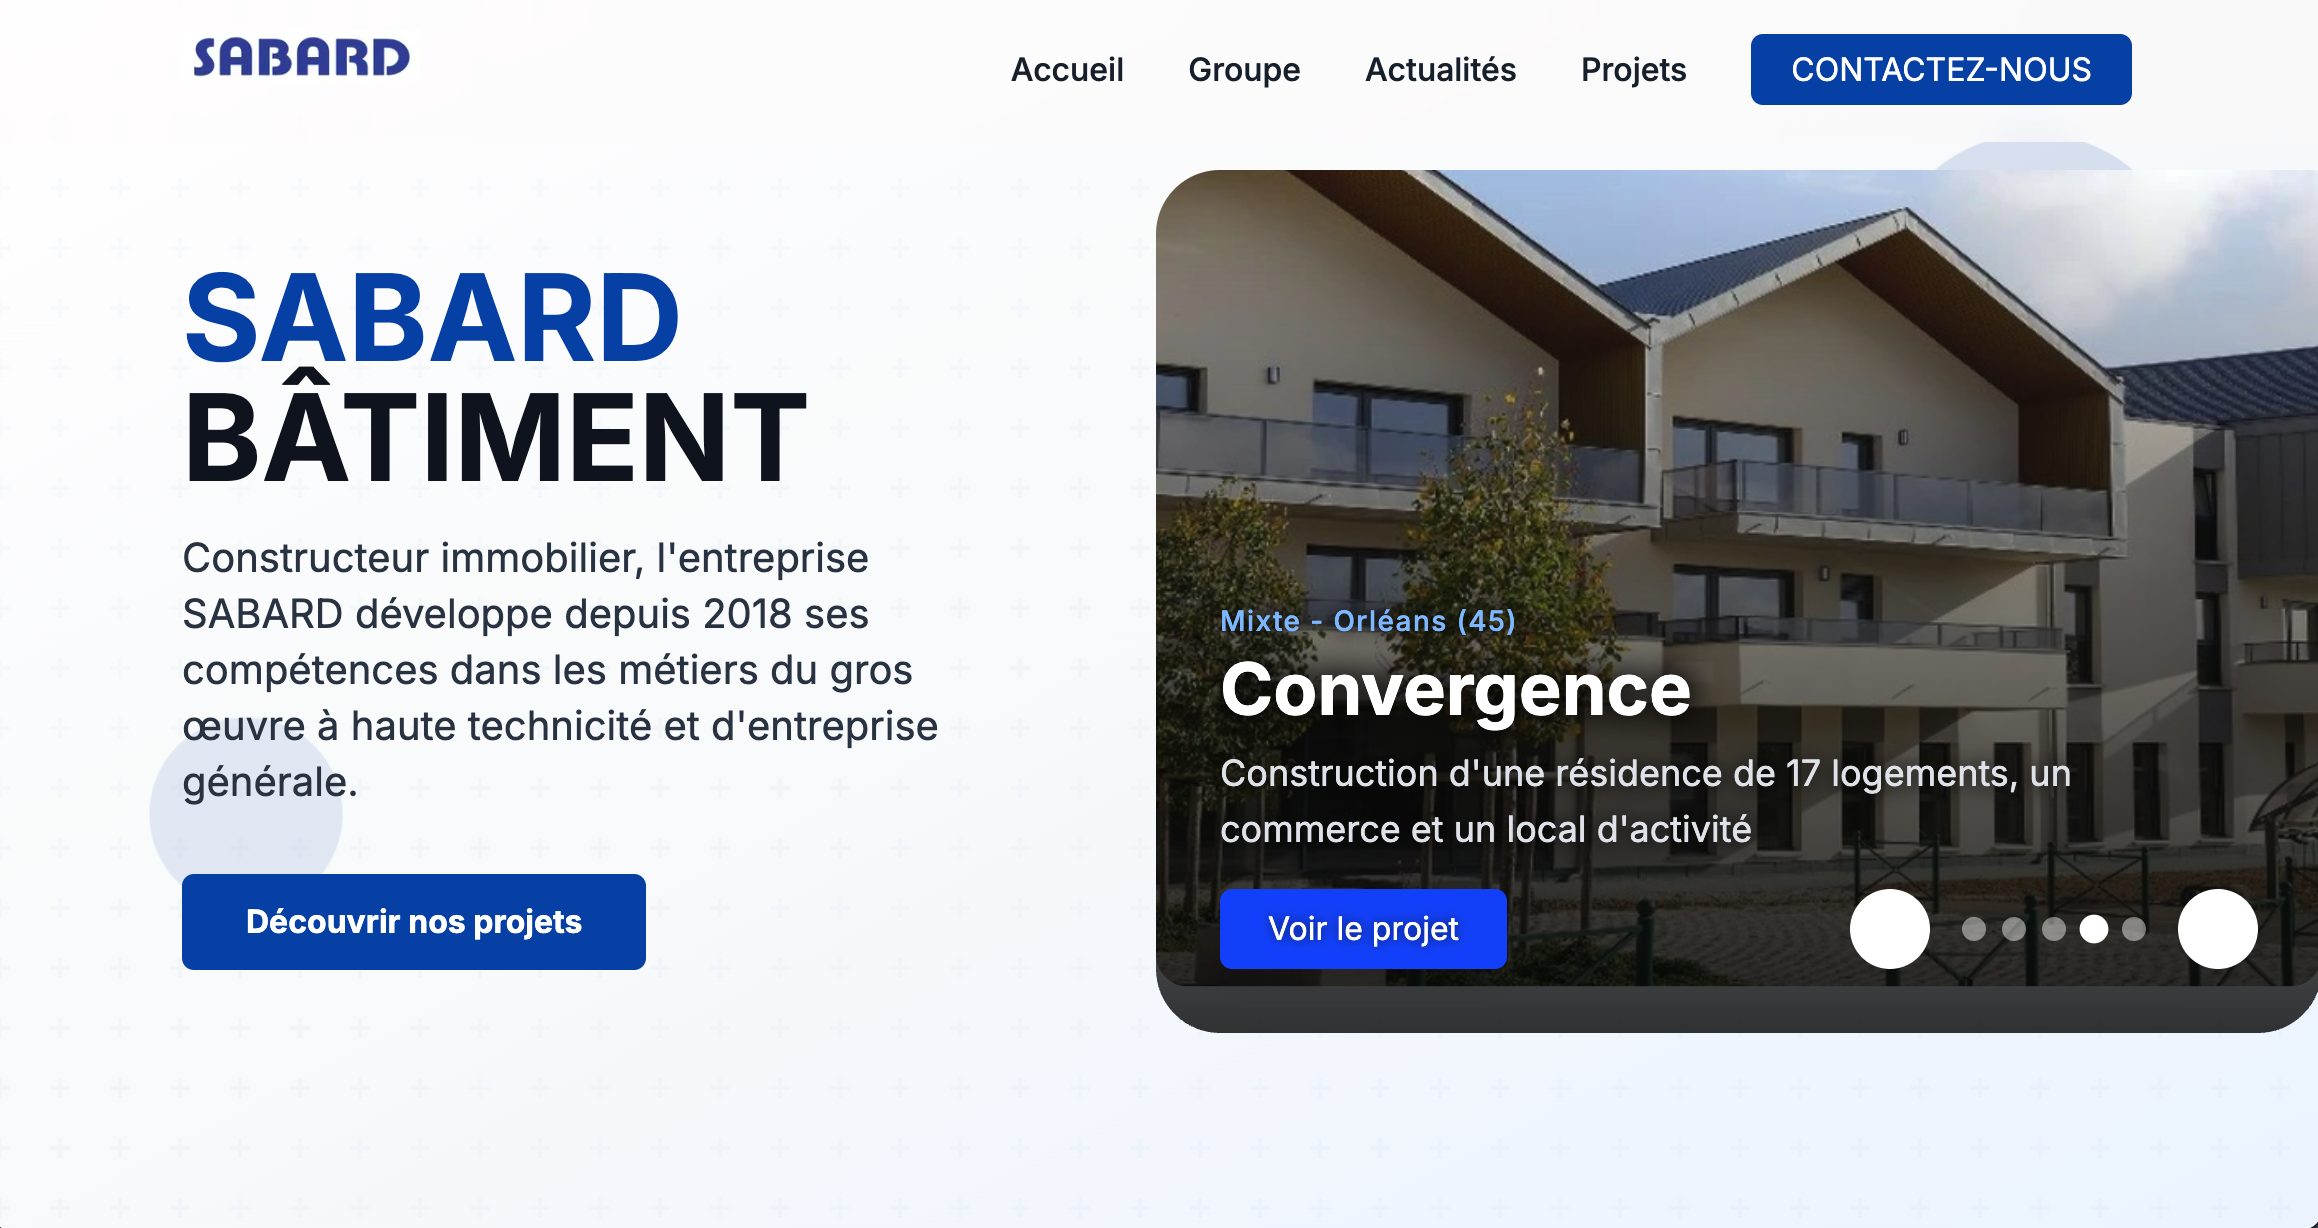 SABARD
Accueil
Groupe
Actualités
Projets
CONTACTEZ-NOUS
SABARD
BÂTIMENT
Constructeur immobilier, l'entreprise
SABARD développe depuis 2018 ses
compétences dans les métiers du gros
œuvre à haute technicité et d'entreprise
générale.
Découvrir nos projets
Mixte - Orléans (45)
Convergence
Construction d'une résidence de 17 logements, un
commerce et un local d'activité
Voir le projet